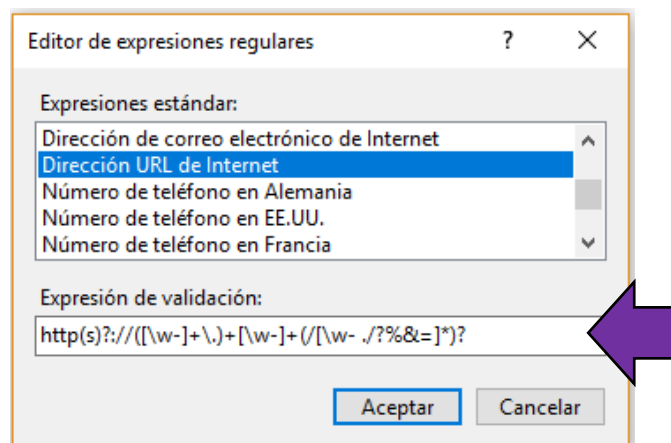 Editor de expresiones regulares ?
Expresiones estándar:
Dirección de correo electrónico de Internet
Dirección URL de Internet
Número de teléfono en Alemania
Número de teléfono en EE.UU.
Número de teléfono en Francia
Expresión de validación:
http(s)?://([\w-]+\.)+[\w-]+(/[\w- ./?%&=]*)?
Aceptar Cancelar